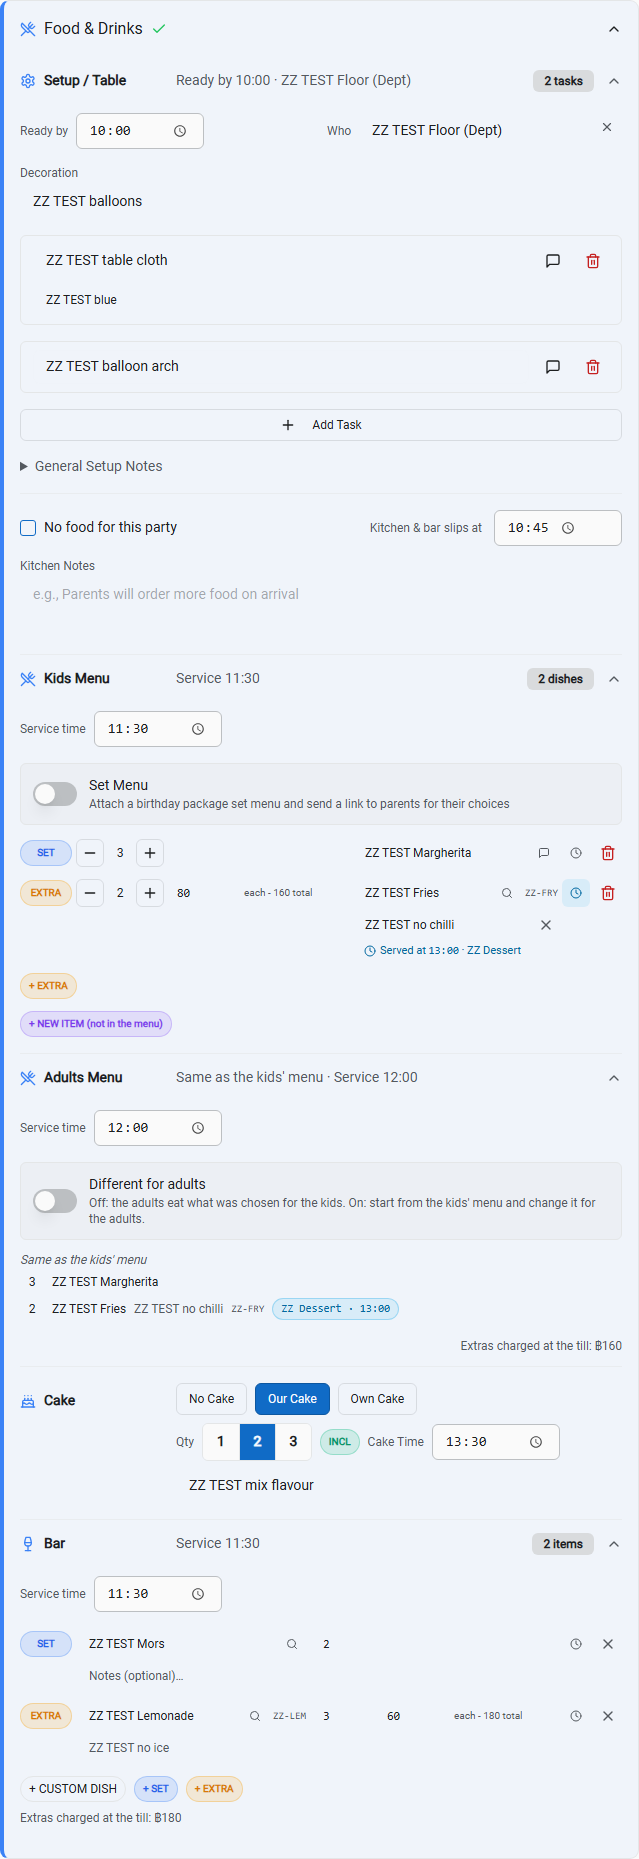 Food & Drinks
Setup / Table Ready by 10:00 · ZZ TEST Floor (Dept) 2 tasks
Ready by 10:00 Who ZZ TEST Floor (Dept)
Decoration
ZZ TEST balloons
ZZ TEST table cloth
ZZ TEST blue
ZZ TEST balloon arch
+ Add Task
General Setup Notes
No food for this party Kitchen & bar slips at 10:45
Kitchen Notes
e.g., Parents will order more food on arrival
Kids Menu Service 11:30 2 dishes
Service time 11:30
Set Menu
Attach a birthday package set menu and send a link to parents for their choices
SET − 3 + ZZ TEST Margherita
EXTRA − 2 + 80 each - 160 total ZZ TEST Fries ZZ-FRY
ZZ TEST no chilli
Served at 13:00 · ZZ Dessert
+ EXTRA
+ NEW ITEM (not in the menu)
Adults Menu Same as the kids' menu · Service 12:00
Service time 12:00
Different for adults
Off: the adults eat what was chosen for the kids. On: start from the kids' menu and change it for
the adults.
Same as the kids' menu
3 ZZ TEST Margherita
2 ZZ TEST Fries ZZ TEST no chilli ZZ-FRY ZZ Dessert · 13:00
Extras charged at the till: ฿160
Cake No Cake Our Cake Own Cake
Qty 1 2 3 INCL Cake Time 13:30
ZZ TEST mix flavour
Bar Service 11:30 2 items
Service time 11:30
SET ZZ TEST Mors 2
Notes (optional)...
EXTRA ZZ TEST Lemonade ZZ-LEM 3 60 each - 180 total
ZZ TEST no ice
+ CUSTOM DISH + SET + EXTRA
Extras charged at the till: ฿180